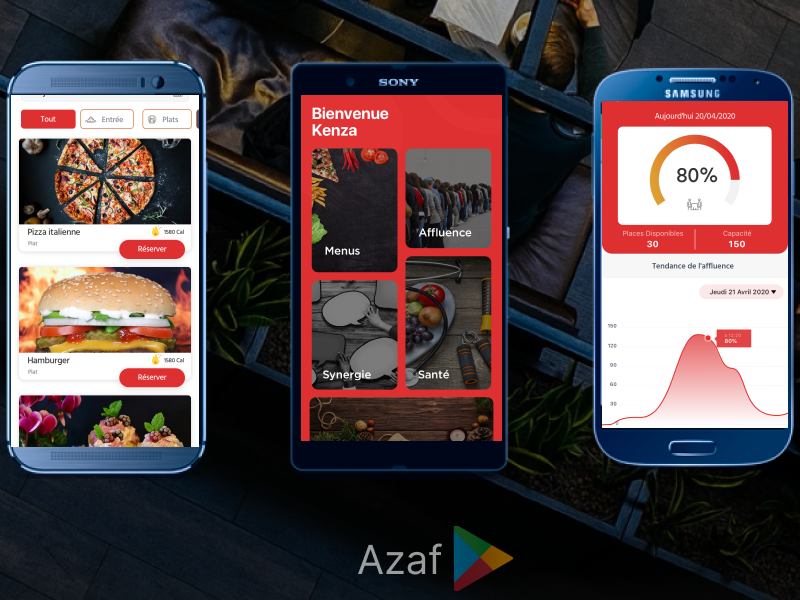 Tout
Entrée
Plats
Pizza italienne
1580 Cal
Plat
Réserver
Hamburger
1580 Cal
Plat
Réserver
SONY
Bienvenue
Kenza
Menus
Affluence
Synergie
Santé
SAMSUNG
Aujourd'hui 20/04/2020
80%
Places Disponibles
Capacité
30
150
Tendance de l'affluence
Jeudi 21 Avril 2020
150
120
90
60
30
0
80%
Azaf